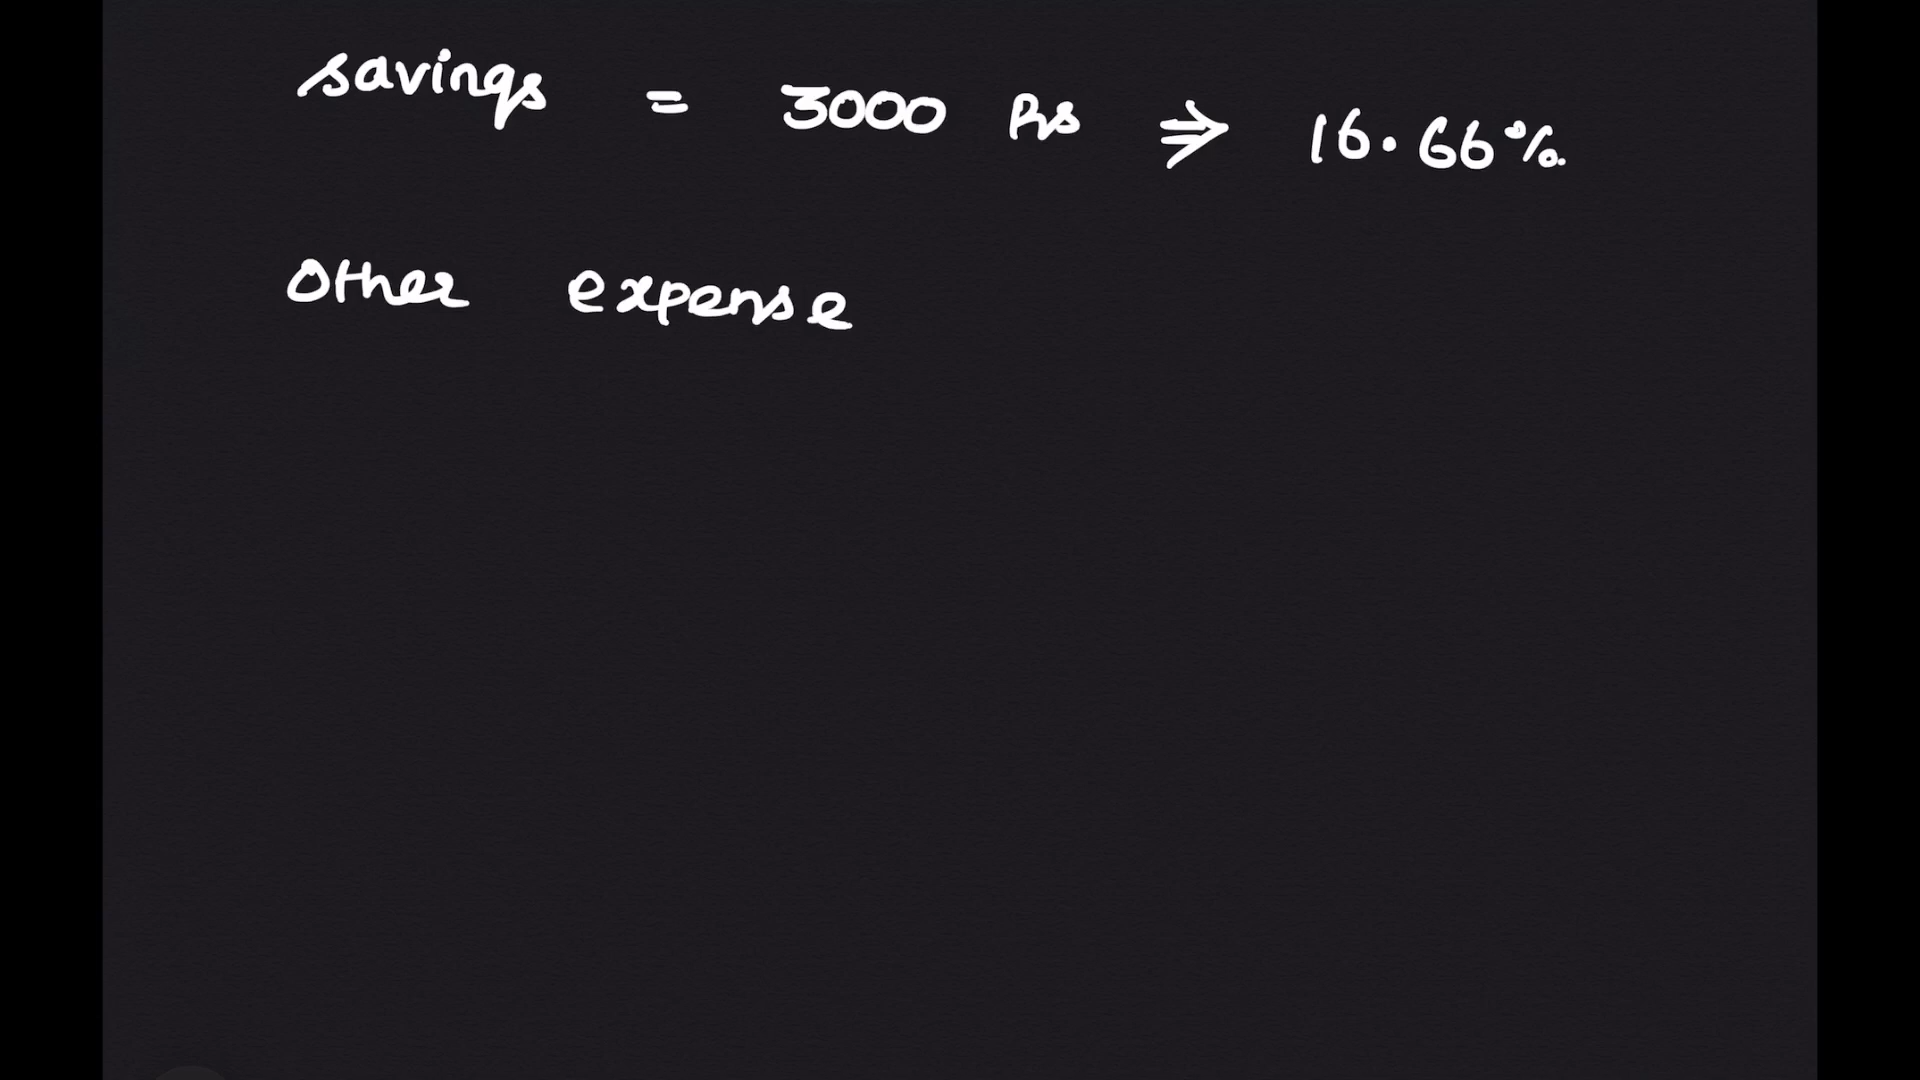 savings = 3000 Rs ⇒ 16.66%
Other expense